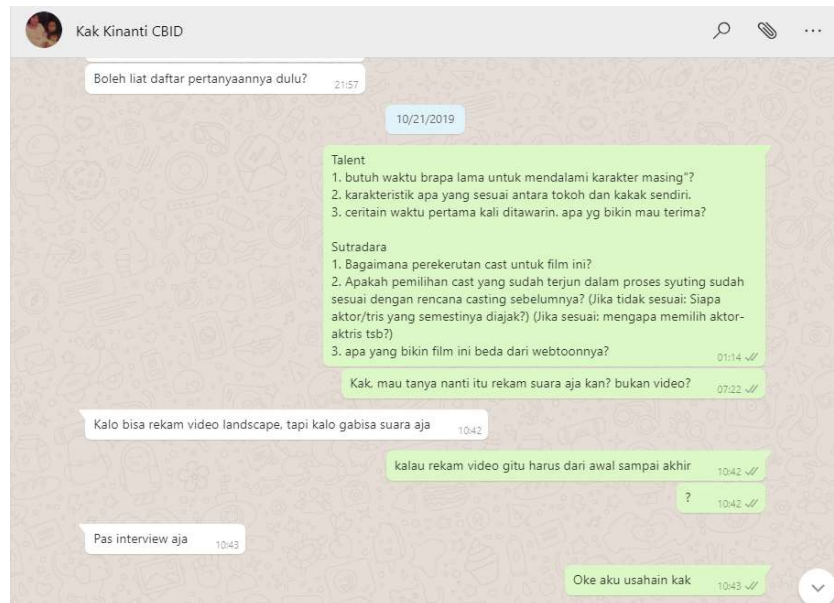 Kak Kinanti CBID
Boleh liat daftar pertanyaannya dulu?
21:57
10/21/2019
Talent
1. butuh waktu brapa lama untuk mendalami karakter masing"?
2. karakteristik apa yang sesuai antara tokoh dan kakak sendiri.
3. ceritain waktu pertama kali ditawarin. apa yg bikin mau terima?
Sutradara
1. Bagaimana perekerutan cast untuk film ini?
2. Apakah pemilihan cast yang sudah terjun dalam proses syuting sudah
sesuai dengan rencana casting sebelumnya? (Jika tidak sesuai: Siapa
aktor/tris yang semestinya diajak?) (Jika sesuai: mengapa memilih aktor-
aktris tsb?)
3. apa yang bikin film ini beda dari webtoonnya?
01:14
Kak, mau tanya nanti itu rekam suara aja kan? bukan video?
07:22
Kalo bisa rekam video landscape, tapi kalo gabisa suara aja
10:42
kalau rekam video gitu harus dari awal sampai akhir
10:42
?
10:42
Pas interview aja
10:43
Oke aku usahain kak
10:43